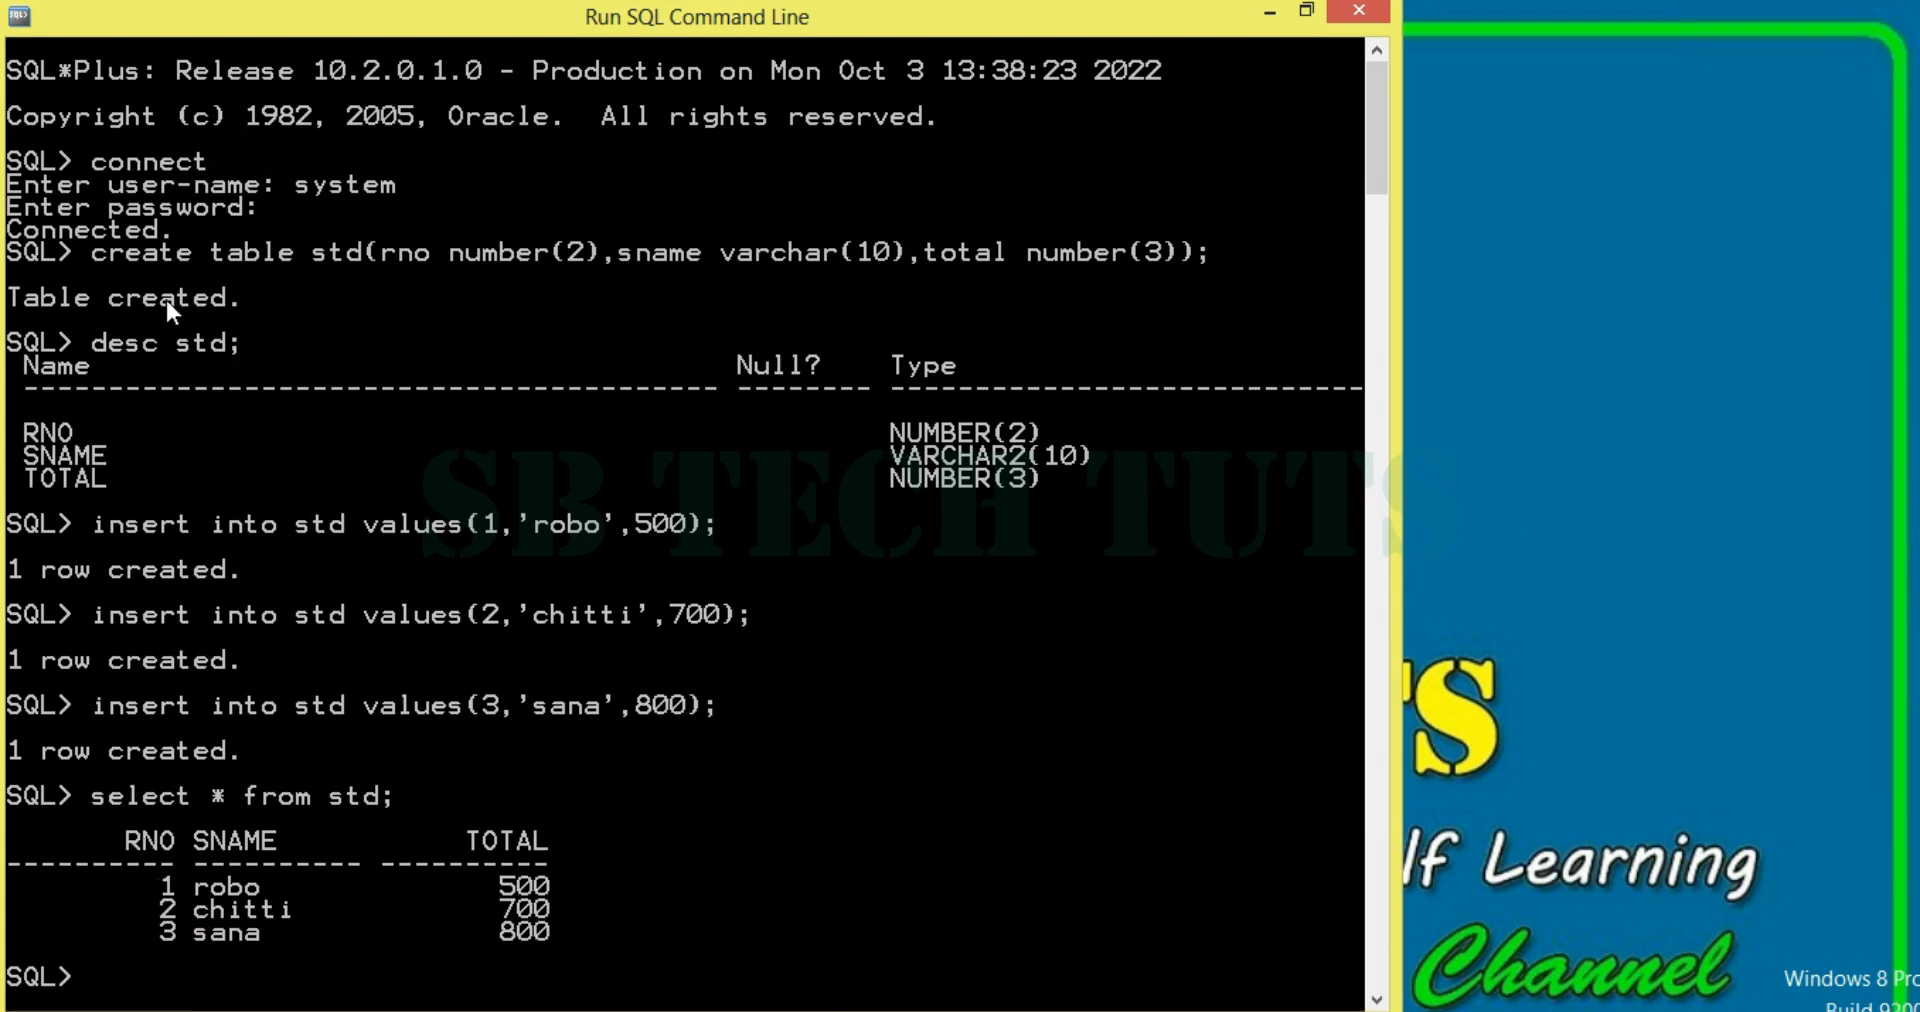 Run SQL Command Line
SQL*Plus: Release 10.2.0.1.0 - Production on Mon Oct 3 13:38:23 2022
Copyright (c) 1982, 2005, Oracle.  All rights reserved.
SQL> connect
Enter user-name: system
Enter password:
Connected.
SQL> create table std(rno number(2),sname varchar(10),total number(3));
Table created.
SQL> desc std;
Name Null? Type
----------------------------------------- -------- ----------------------------
RNO NUMBER(2)
SNAME VARCHAR2(10)
TOTAL NUMBER(3)
SQL> insert into std values(1,'robo',500);
1 row created.
SQL> insert into std values(2,'chitti',700);
1 row created.
SQL> insert into std values(3,'sana',800);
1 row created.
SQL> select * from std;
RNO SNAME TOTAL
---------- ---------- ----------
1 robo 500
2 chitti 700
3 sana 800
SQL>
SB TECH TUTS
TS
lf Learning
Channel
Windows 8 Pro
Build 9200